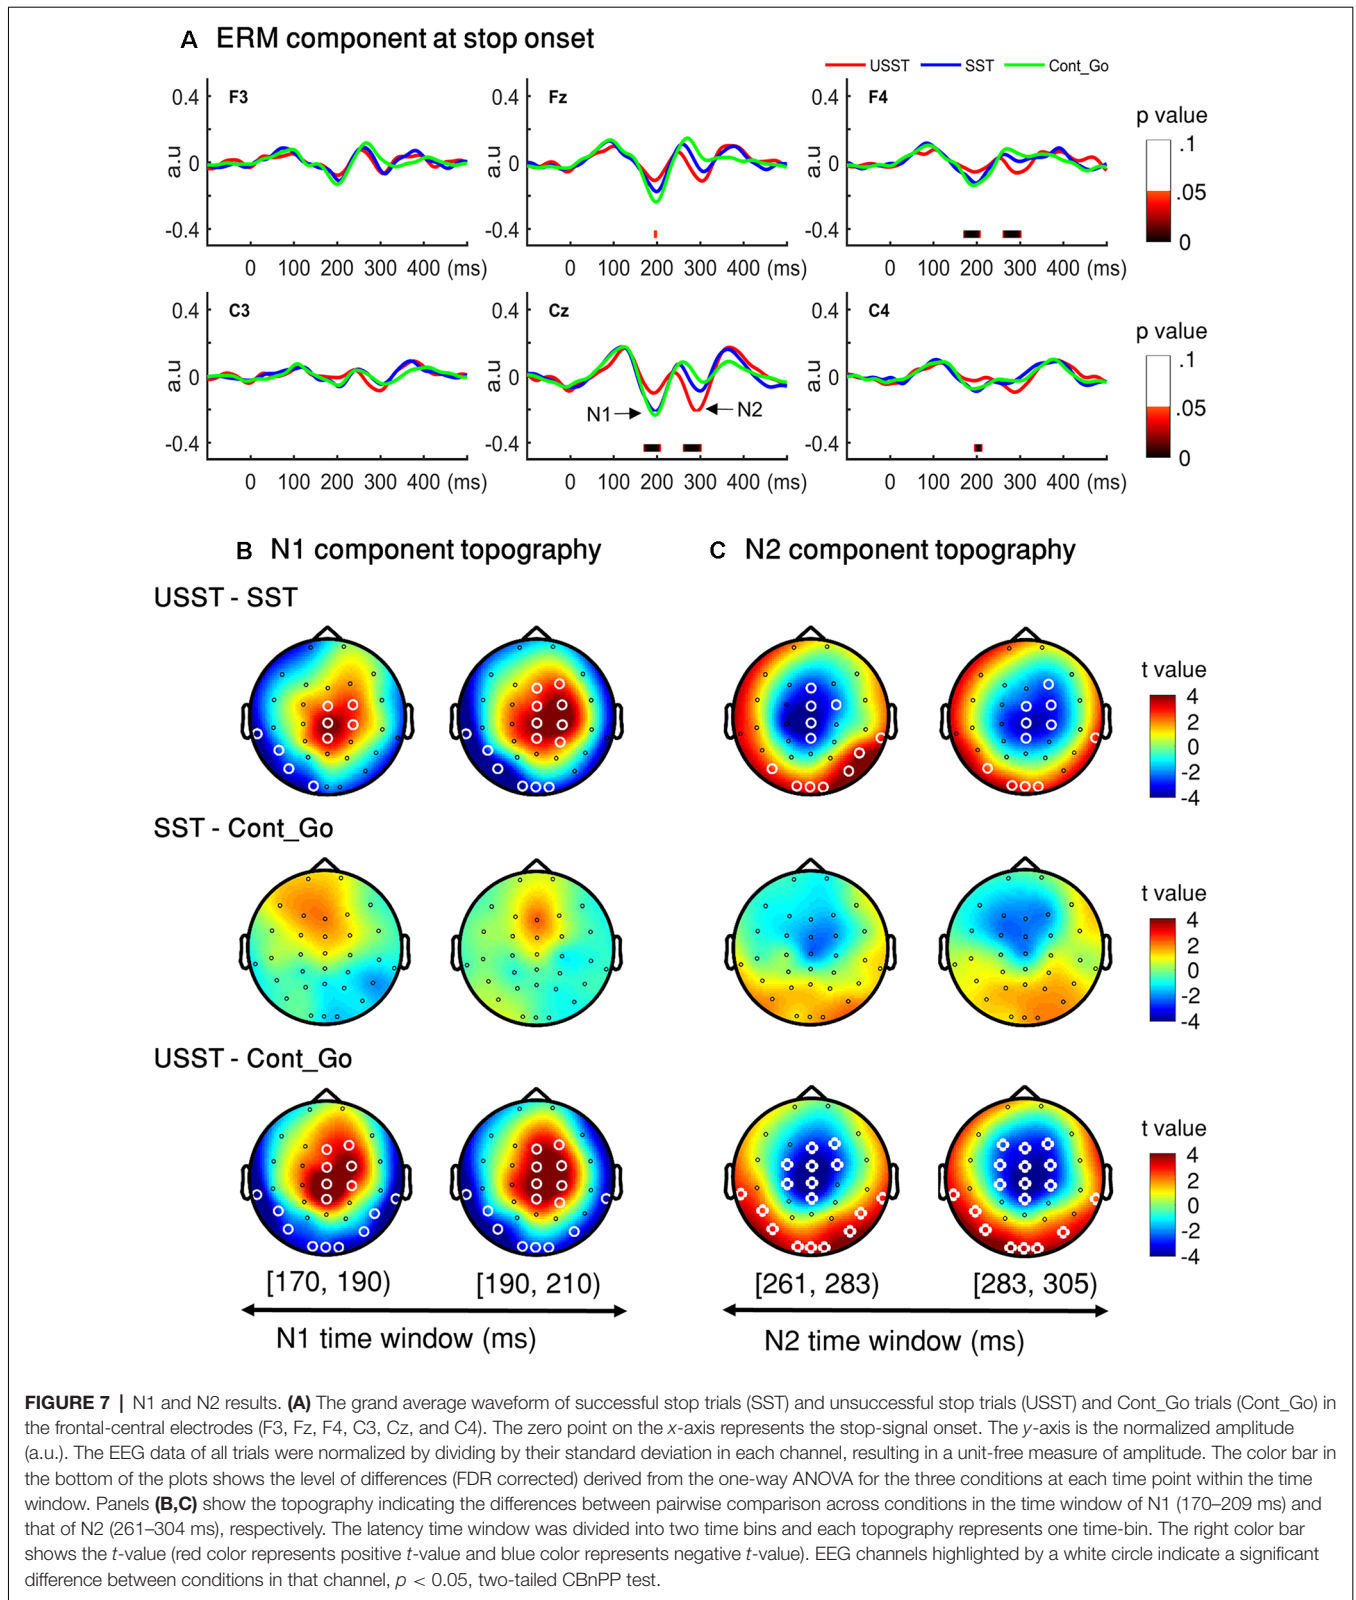 A ERM component at stop onset
USST SST Cont_Go
F3 Fz F4
0.4 0.4 0.4
a.u a.u a.u
0 0 0
-0.4 -0.4 -0.4
0 100 200 300 400 (ms) 0 100 200 300 400 (ms) 0 100 200 300 400 (ms)
p value
.1
.05
0
C3 Cz C4
0.4 0.4 0.4
a.u a.u a.u
0 0 0
N1 N2
-0.4 -0.4 -0.4
0 100 200 300 400 (ms) 0 100 200 300 400 (ms) 0 100 200 300 400 (ms)
p value
.1
.05
0
B N1 component topography C N2 component topography
USST - SST
t value
4
2
0
-2
-4
SST - Cont_Go
t value
4
2
0
-2
-4
USST - Cont_Go
t value
4
2
0
-2
-4
[170, 190) [190, 210) [261, 283) [283, 305)
N1 time window (ms) N2 time window (ms)
FIGURE 7 | N1 and N2 results. (A) The grand average waveform of successful stop trials (SST) and unsuccessful stop trials (USST) and Cont_Go trials (Cont_Go) in
the frontal-central electrodes (F3, Fz, F4, C3, Cz, and C4). The zero point on the x-axis represents the stop-signal onset. The y-axis is the normalized amplitude
(a.u.). The EEG data of all trials were normalized by dividing by their standard deviation in each channel, resulting in a unit-free measure of amplitude. The color bar in
the bottom of the plots shows the level of differences (FDR corrected) derived from the one-way ANOVA for the three conditions at each time point within the time
window. Panels (B,C) show the topography indicating the differences between pairwise comparison across conditions in the time window of N1 (170–209 ms) and
that of N2 (261–304 ms), respectively. The latency time window was divided into two time bins and each topography represents one time-bin. The right color bar
shows the t-value (red color represents positive t-value and blue color represents negative t-value). EEG channels highlighted by a white circle indicate a significant
difference between conditions in that channel, p < 0.05, two-tailed CBnPP test.